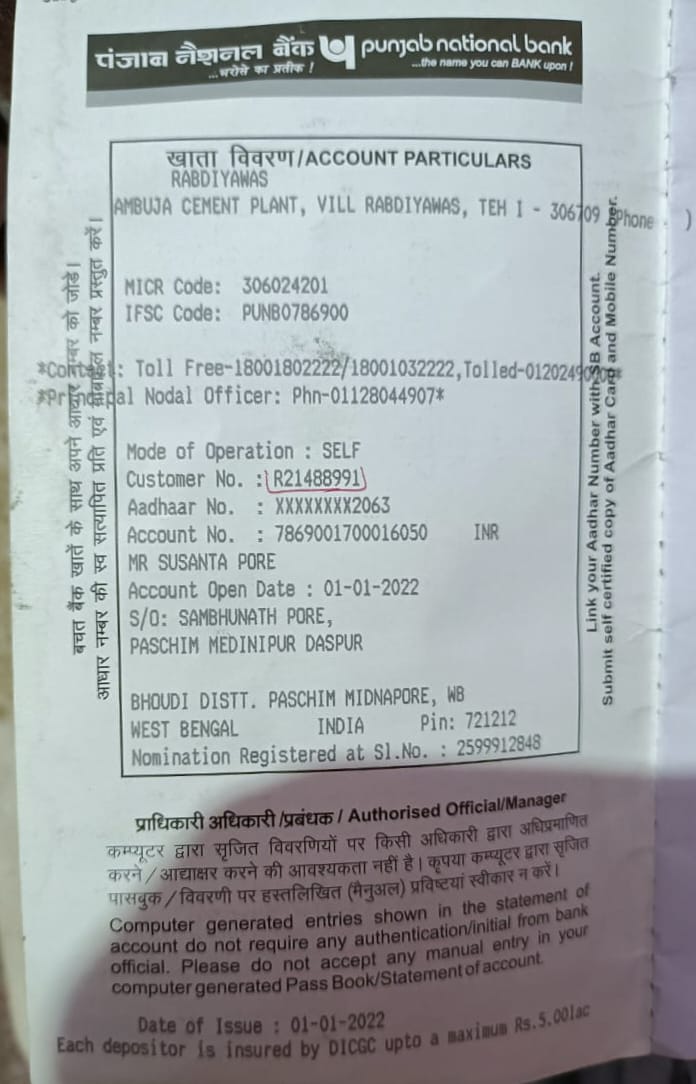 पंजाब नैशनल बैंक punjab national bank
...भरोसे का प्रतीक ! ...the name you can BANK upon !
खाता विवरण/ACCOUNT PARTICULARS
RABDIYAWAS
AMBUJA CEMENT PLANT, VILL RABDIYAWAS, TEH I - 306709 (Phone - )
MICR Code: 306024201
IFSC Code: PUNB0786900
*Contact: Toll Free-18001802222/18001032222,Tolled-0120249
*Principal Nodal Officer: Phn-01128044907*
Mode of Operation : SELF
Customer No. : R21488991
Aadhaar No. : XXXXXXXX2063
Account No. : 7869001700016050 INR
MR SUSANTA PORE
Account Open Date : 01-01-2022
S/O: SAMBHUNATH PORE,
PASCHIM MEDINIPUR DASPUR
BHOUDI DISTT. PASCHIM MIDNAPORE, WB
WEST BENGAL INDIA Pin: 721212
Nomination Registered at Sl.No. : 2599912848
बचत बैंक खातें के साथ अपने आधार नम्बर को जोडे।
आधार नम्बर की स्व सत्यापित प्रति एवं मोबाइल नम्बर प्रस्तुत करें।
Link your Aadhar Number with SB Account.
Submit self certified copy of Aadhar Card and Mobile Number.
प्राधिकारी अधिकारी/प्रबंधक / Authorised Official/Manager
कम्प्यूटर द्वारा सृजित विवरणियों पर किसी अधिकारी द्वारा अधिप्रमाणित
करने / आद्यक्षर करने की आवश्यकता नहीं है। कृपया कम्प्यूटर द्वारा सृजित
पासबुक / विवरणी पर हस्तलिखित (मैनुअल) प्रविष्टयां स्वीकार न करें।
Computer generated entries shown in the statement of
account do not require any authentication/initial from bank
official. Please do not accept any manual entry in your
computer generated Pass Book/Statement of account.
Date of Issue : 01-01-2022
Each depositor is insured by DICGC upto a maximum Rs.5.00lac